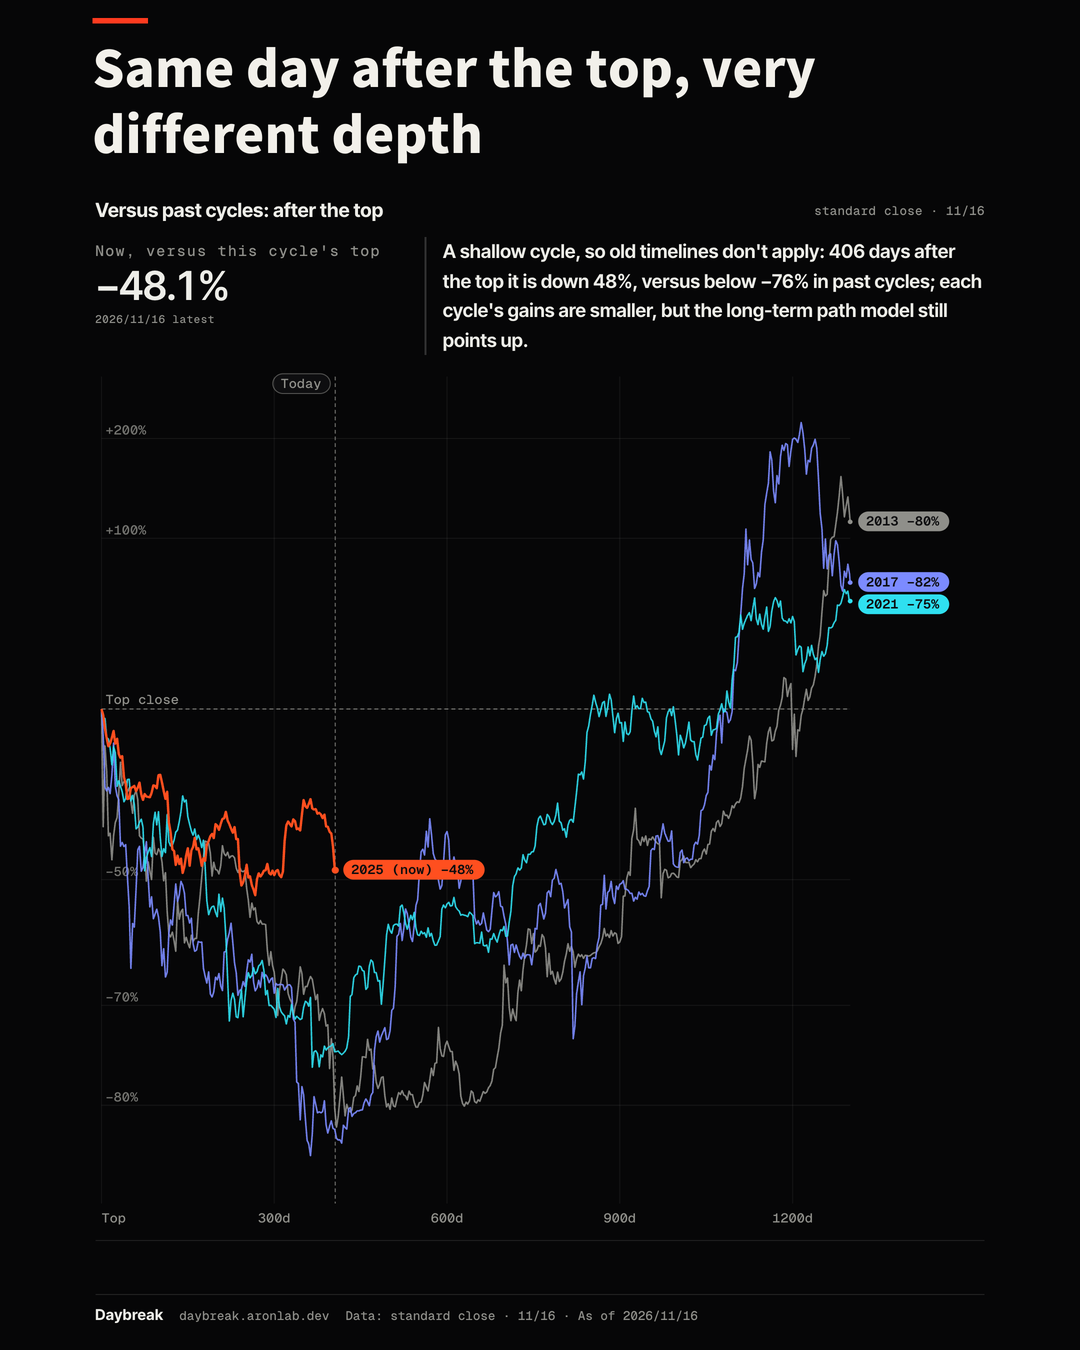 Same day after the top, very
different depth
Versus past cycles: after the top
standard close · 11/16
Now, versus this cycle's top
−48.1%
2026/11/16 latest
A shallow cycle, so old timelines don't apply: 406 days after
the top it is down 48%, versus below −76% in past cycles; each
cycle's gains are smaller, but the long-term path model still
points up.
Today
+200%
+100%
Top close
−50%
−70%
−80%
2013 −80%
2017 −82%
2021 −75%
2025 (now) −48%
Top
300d
600d
900d
1200d
Daybreak daybreak.aronlab.dev Data: standard close · 11/16 · As of 2026/11/16